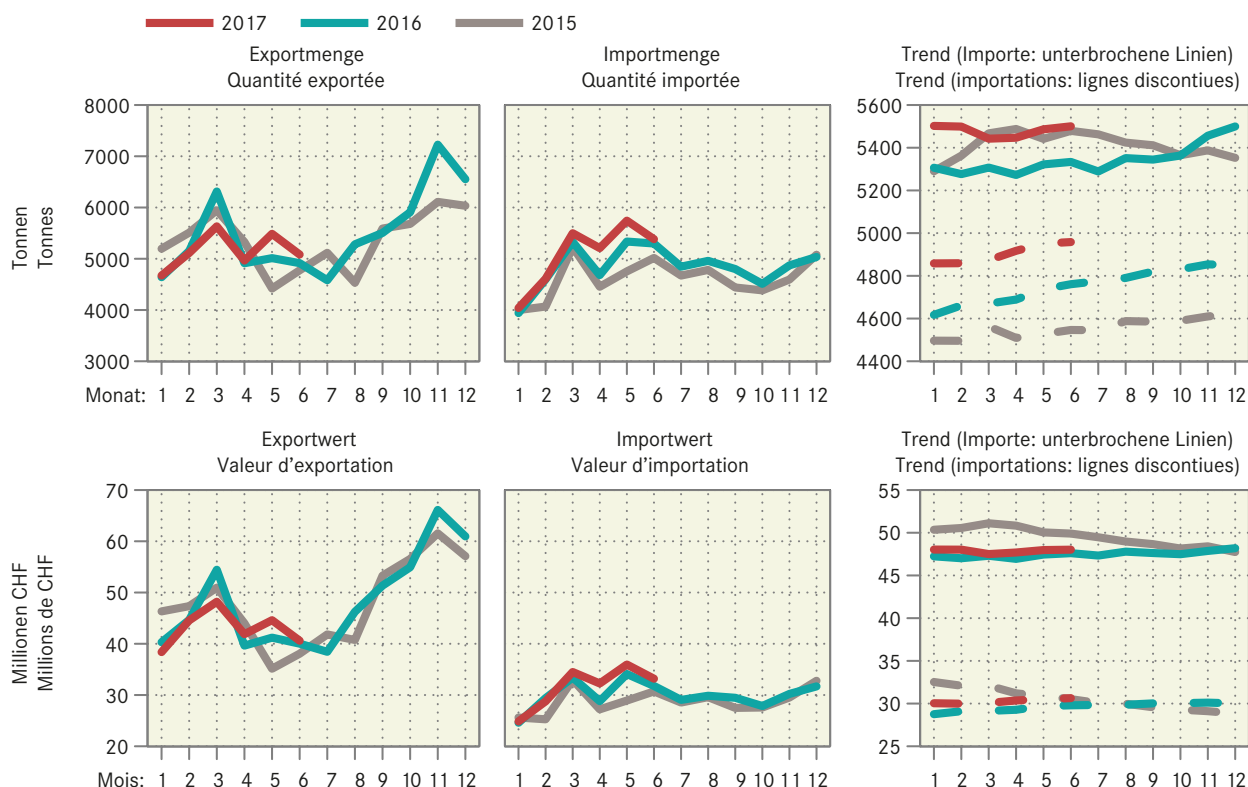 2017 2016 2015
Exportmenge
Quantité exportée
Importmenge
Quantité importée
Trend (Importe: unterbrochene Linien)
Trend (importations: lignes discontiues)
Tonnen
Tonnes
8000
7000
6000
5000
4000
3000
5600
5400
5200
5000
4800
4600
4400
Monat: 1 2 3 4 5 6 7 8 9 10 11 12
1 2 3 4 5 6 7 8 9 10 11 12
1 2 3 4 5 6 7 8 9 10 11 12
Exportwert
Valeur d'exportation
Importwert
Valeur d'importation
Trend (Importe: unterbrochene Linien)
Trend (importations: lignes discontiues)
Millionen CHF
Millions de CHF
70
60
50
40
30
20
55
50
45
40
35
30
25
Mois: 1 2 3 4 5 6 7 8 9 10 11 12
1 2 3 4 5 6 7 8 9 10 11 12
1 2 3 4 5 6 7 8 9 10 11 12